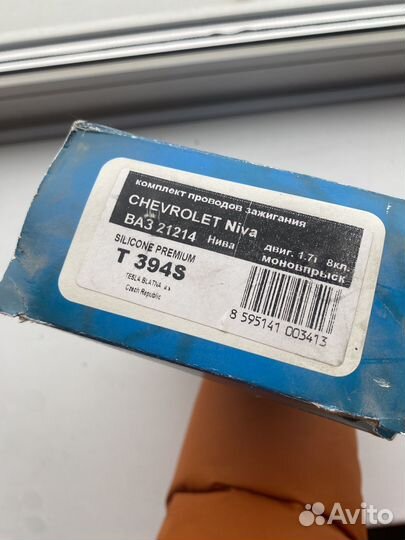 комплект проводов зажигания
CHEVROLET Niva
ВАЗ 21214 Нива двиг. 1.7i 8кл.
моновпрыск
SILICONE PREMIUM
T 394S
TESLA BLATNÁ, a.s.
Czech Republic
8 595141 003413
Avito